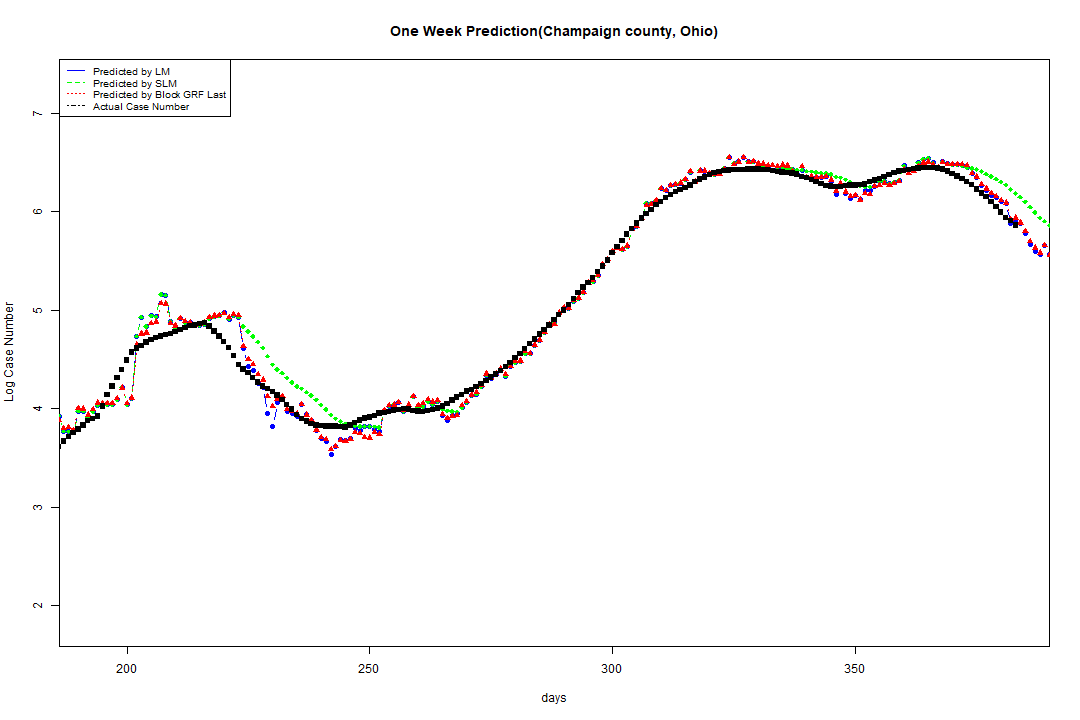 One Week Prediction(Champaign county, Ohio)
Predicted by LM
Predicted by SLM
Predicted by Block GRF Last
Actual Case Number
7
6
5
4
3
2
Log Case Number
200 250 300 350
days